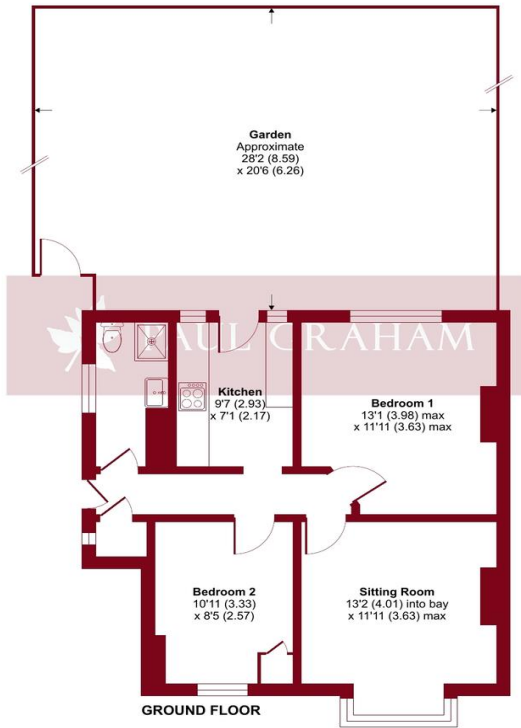 Garden
Approximate
28'2 (8.59)
x 20'6 (6.26)
PAUL GRAHAM
Kitchen
9'7 (2.93)
x 7'1 (2.17)
Bedroom 1
13'1 (3.98) max
x 11'11 (3.63) max
Bedroom 2
10'11 (3.33)
x 8'5 (2.57)
Sitting Room
13'2 (4.01) into bay
x 11'11 (3.63) max
GROUND FLOOR